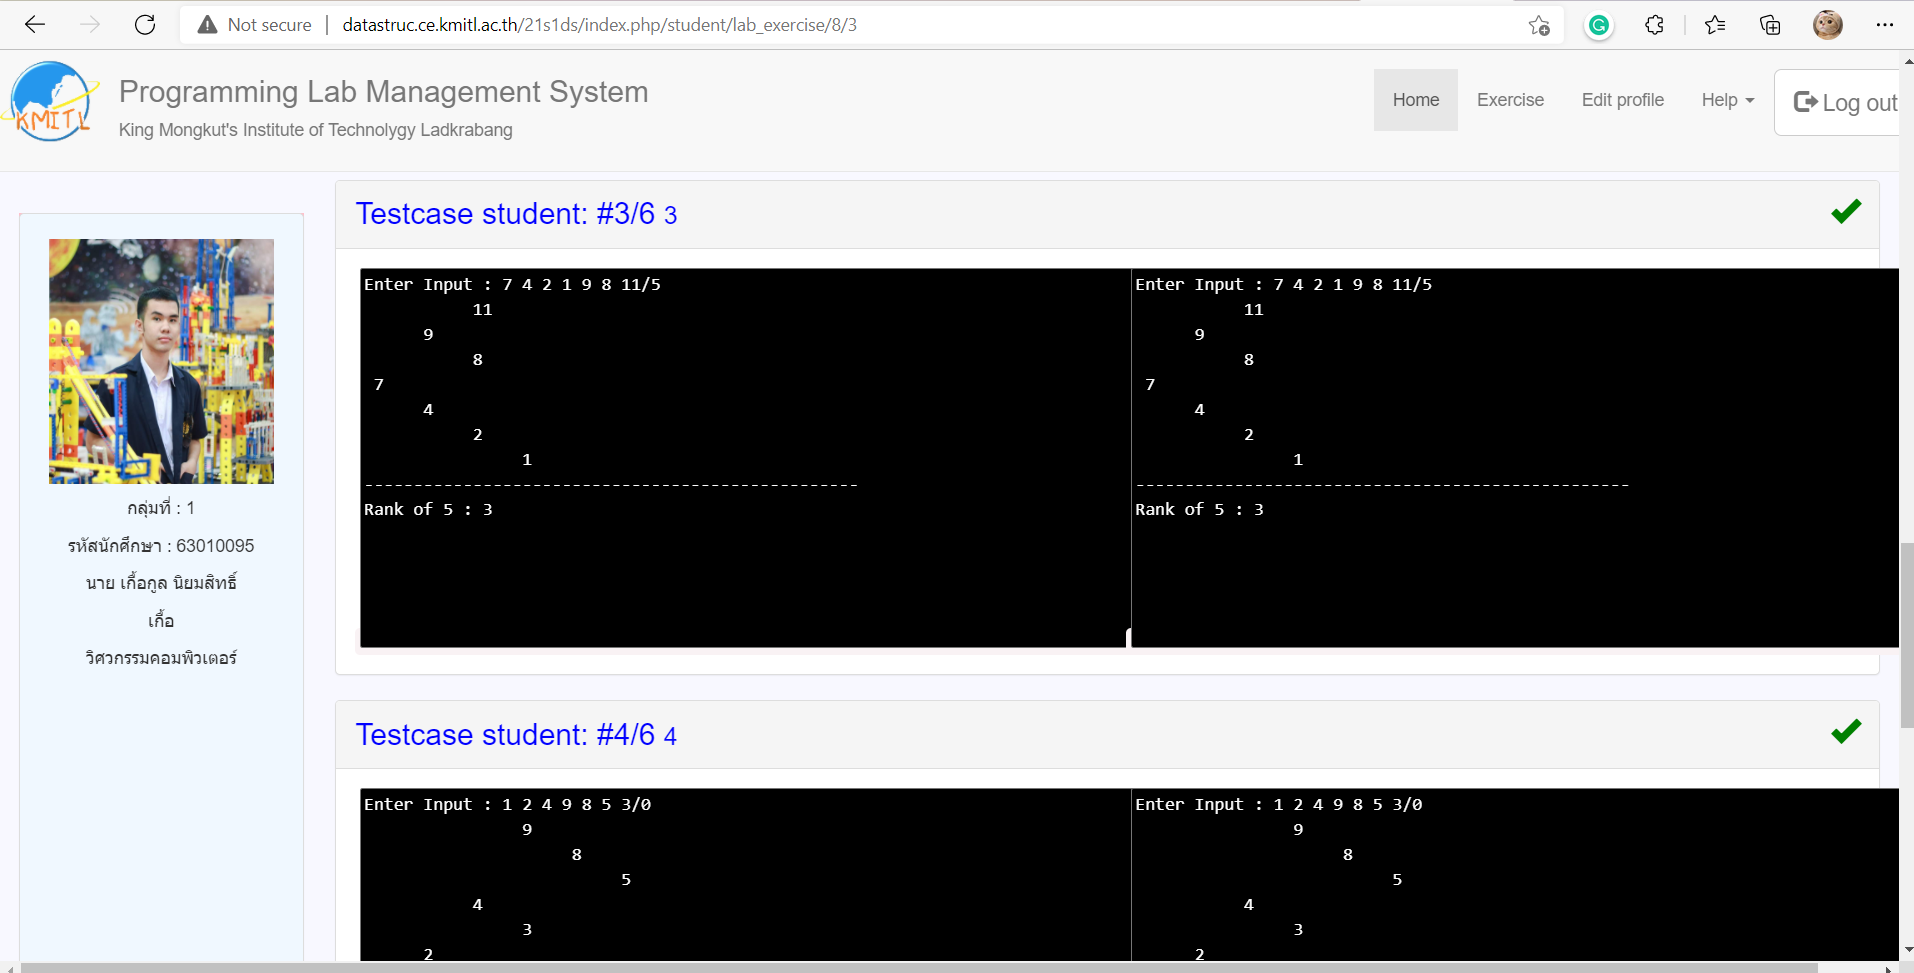 Not secure | datastruc.ce.kmitl.ac.th/21s1ds/index.php/student/lab_exercise/8/3
KMITL
Programming Lab Management System
King Mongkut's Institute of Technolygy Ladkrabang
Home Exercise Edit profile Help Log out
กลุ่มที่ : 1
รหัสนักศึกษา : 63010095
นาย เกื้อกูล นิยมสิทธิ์
เกื้อ
วิศวกรรมคอมพิวเตอร์
Testcase student: #3/6 3
Enter Input : 7 4 2 1 9 8 11/5
11
9
8
7
4
2
1
--------------------------------------------------
Rank of 5 : 3
Enter Input : 7 4 2 1 9 8 11/5
11
9
8
7
4
2
1
--------------------------------------------------
Rank of 5 : 3
Testcase student: #4/6 4
Enter Input : 1 2 4 9 8 5 3/0
9
8
5
4
3
2
Enter Input : 1 2 4 9 8 5 3/0
9
8
5
4
3
2